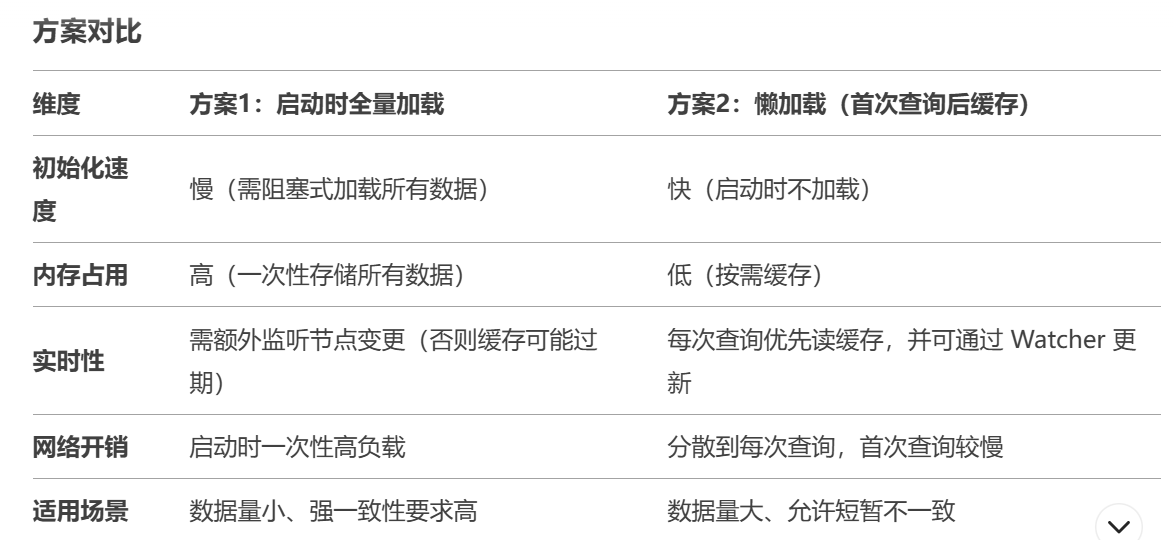 方案对比
维度 方案1：启动时全量加载 方案2：懒加载（首次查询后缓存）
初始化速
度
慢（需阻塞式加载所有数据） 快（启动时不加载）
内存占用 高（一次性存储所有数据） 低（按需缓存）
实时性
需额外监听节点变更（否则缓存可能过
期）
每次查询优先读缓存，并可通过 Watcher 更
新
网络开销 启动时一次性高负载 分散到每次查询，首次查询较慢
适用场景 数据量小、强一致性要求高 数据量大、允许短暂不一致